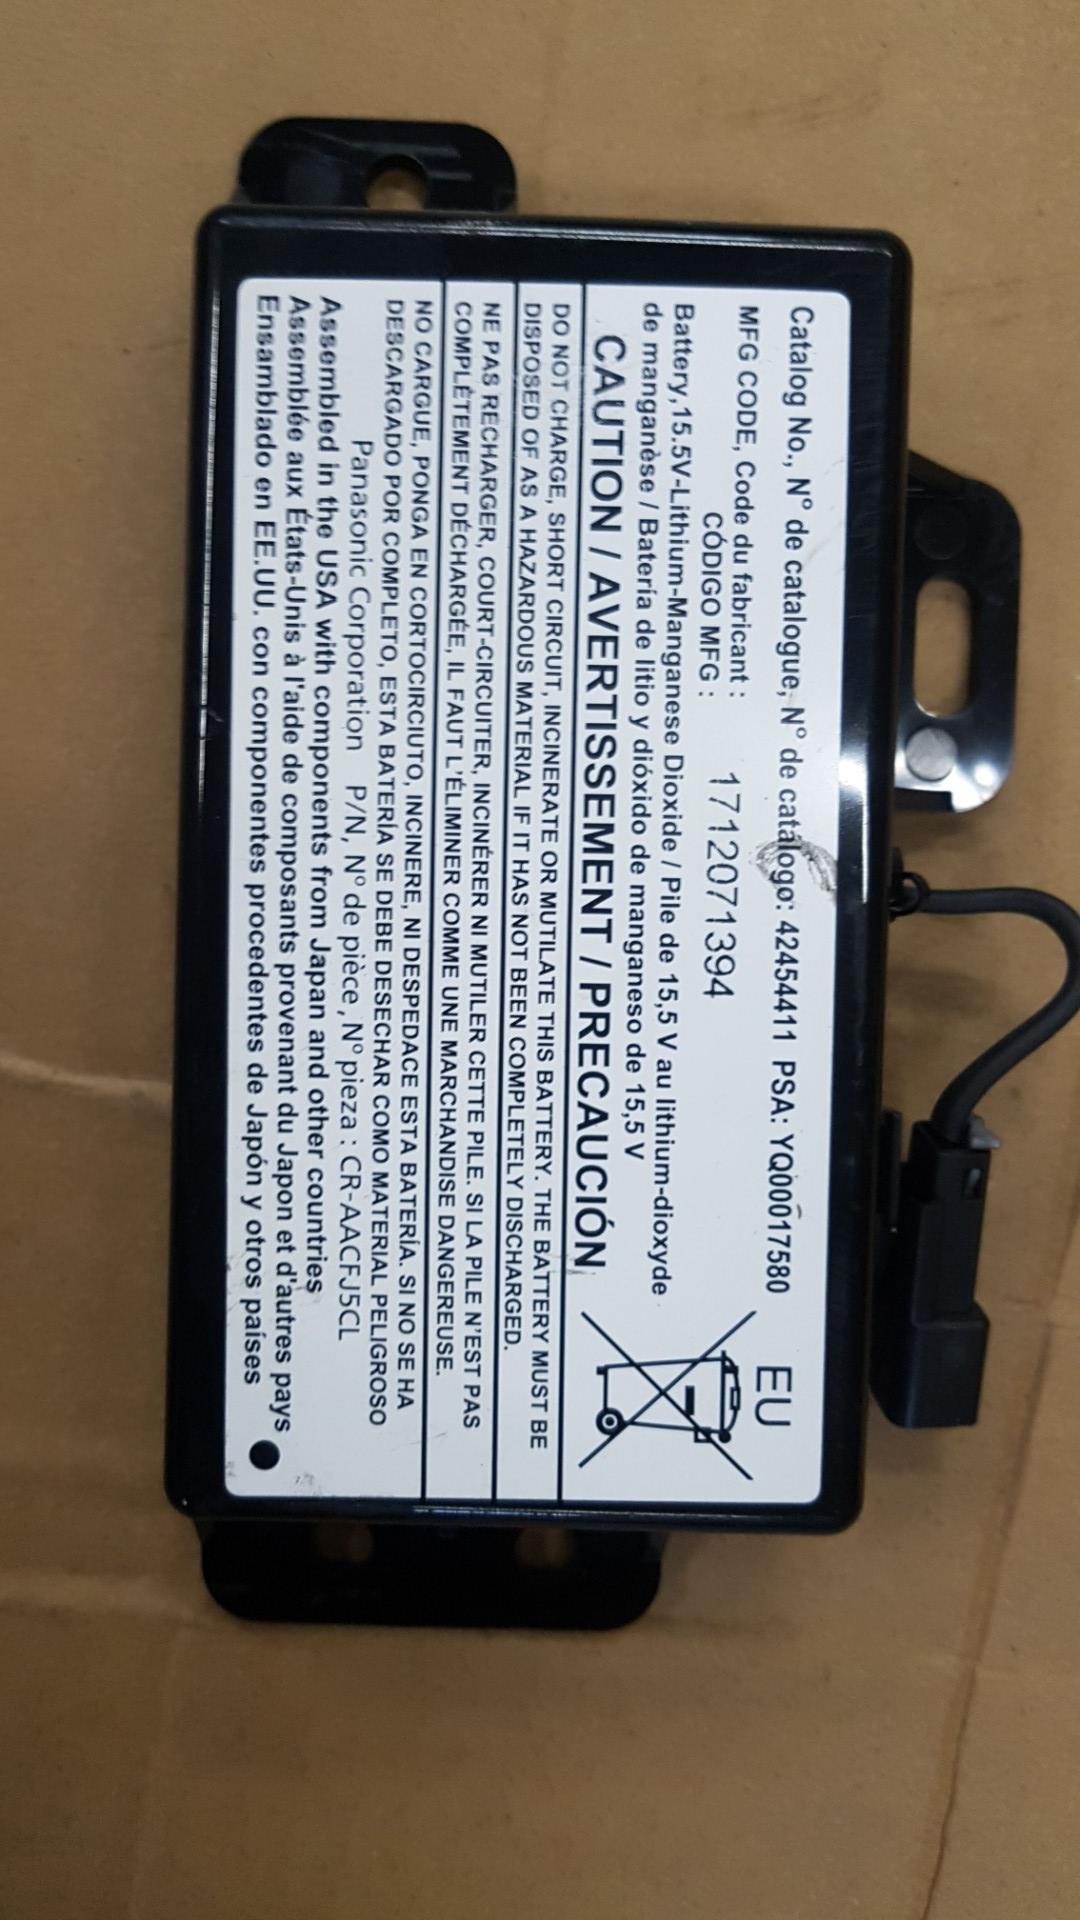 Catalog No., N° de catalogue, N° de catálogo: 42454411 PSA: YQ00017580
EU
MFG CODE, Code du fabricant :
CÓDIGO MFG :
1712071394
Battery,15.5V-Lithium-Manganese Dioxide / Pile de 15,5 V au lithium-dioxyde
de manganèse / Batería de litio y dióxido de manganeso de 15,5 V
CAUTION / AVERTISSEMENT / PRECAUCIÓN
DO NOT CHARGE, SHORT CIRCUIT, INCINERATE OR MUTILATE THIS BATTERY. THE BATTERY MUST BE
DISPOSED OF AS A HAZARDOUS MATERIAL IF IT HAS NOT BEEN COMPLETELY DISCHARGED.
NE PAS RECHARGER, COURT-CIRCUITER, INCINÉRER NI MUTILER CETTE PILE. SI LA PILE N'EST PAS
COMPLÈTEMENT DÉCHARGÉE, IL FAUT L'ÉLIMINER COMME UNE MARCHANDISE DANGEREUSE.
NO CARGUE, PONGA EN CORTOCIRCIUTO, INCINERE, NI DESPEDACE ESTA BATERÍA. SI NO SE HA
DESCARGADO POR COMPLETO, ESTA BATERÍA SE DEBE DESECHAR COMO MATERIAL PELIGROSO
Panasonic Corporation P/N, N° de pièce, N° pieza : CR-AACFJ5CL
Assembled in the USA with components from Japan and other countries
Assemblée aux États-Unis à l'aide de composants provenant du Japon et d'autres pays
Ensamblado en EE.UU. con componentes procedentes de Japón y otros países